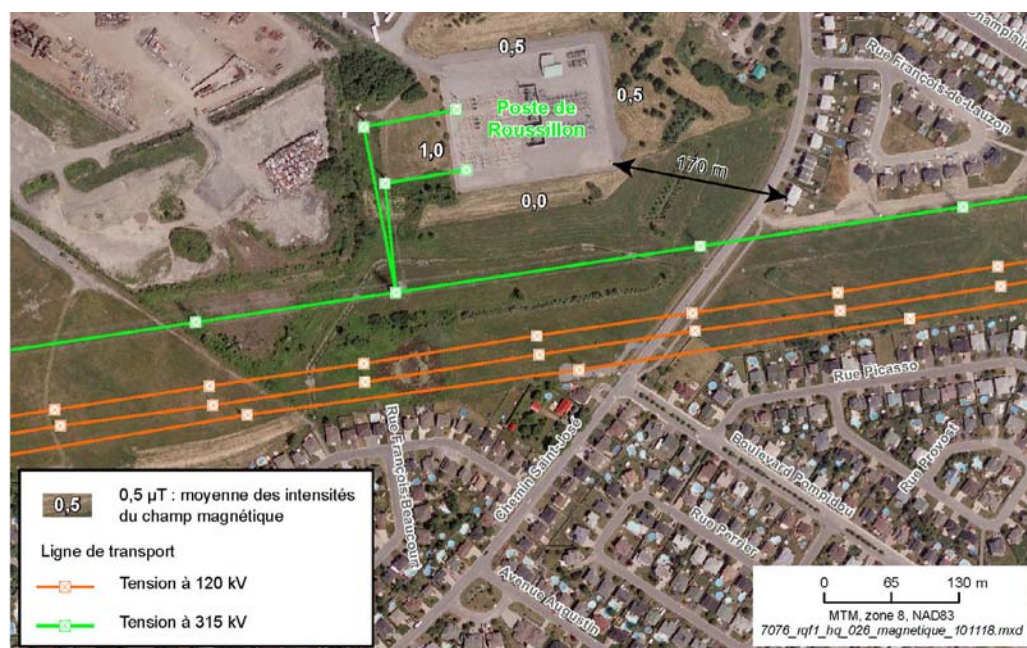 Champlain
Rue François-de-Lauzon
0,5
Poste de
Roussillon
0,5
1,0
170 m
0,0
Rue Picasso
Rue François-Beaucourt
Chemin Saint-José
Boulevard Pompidou
Rue Provost
Rue Perrier
Avenue Augustin
0,5
0,5 µT : moyenne des intensités
du champ magnétique
Ligne de transport
Tension à 120 kV
Tension à 315 kV
0 65 130 m
MTM, zone 8, NAD83
7076_rqf1_hq_026_magnetique_101118.mxd